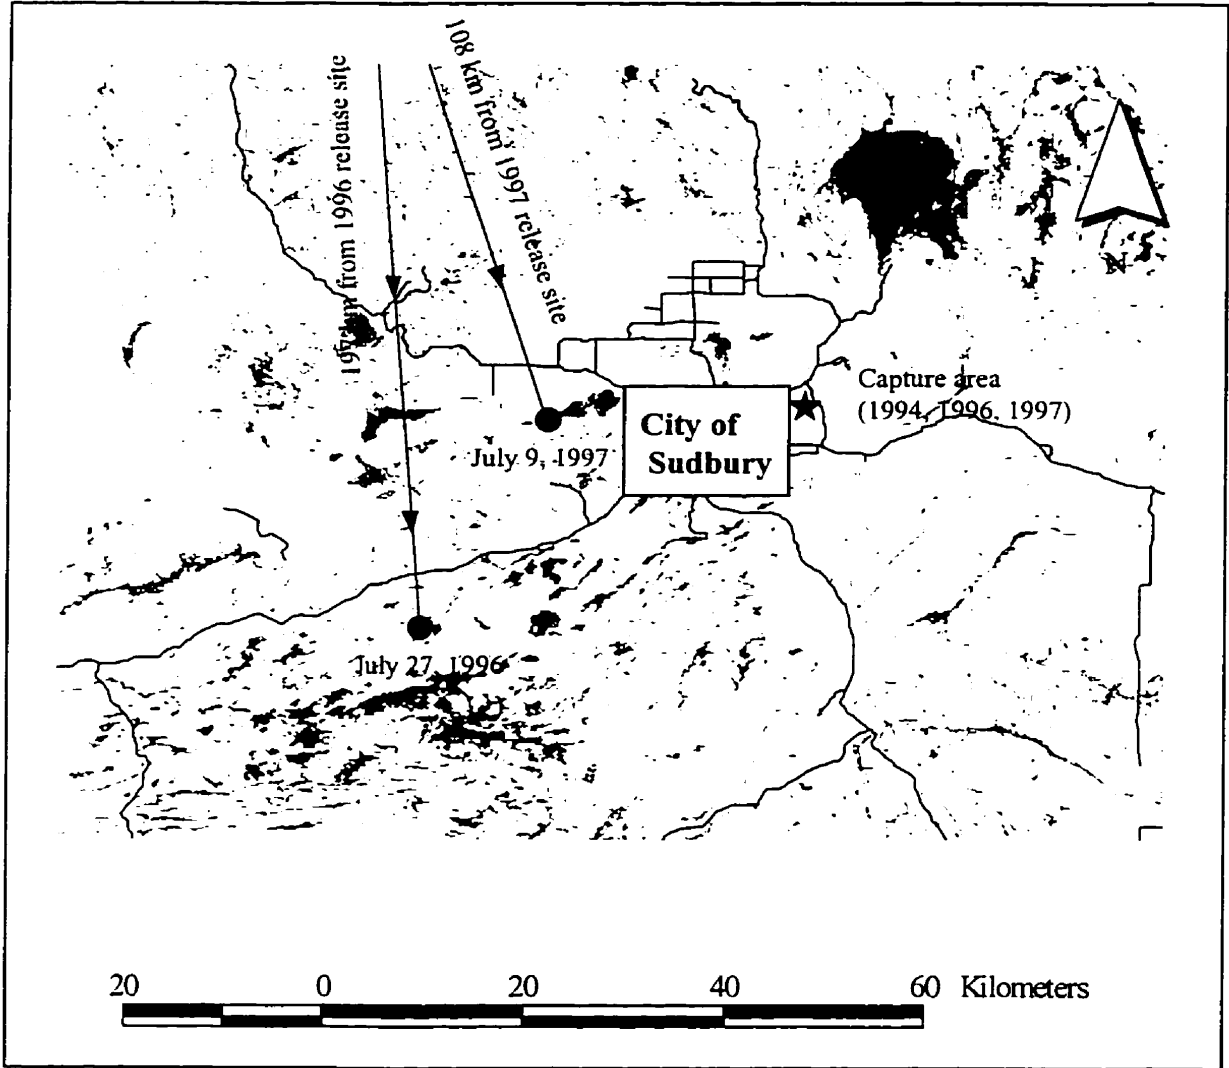 108 km from 1997 release site
197 km from 1996 release site
N
Capture area
(1994, 1996, 1997)
City of
Sudbury
July 9, 1997
July 27, 1996
20 0 20 40 60 Kilometers